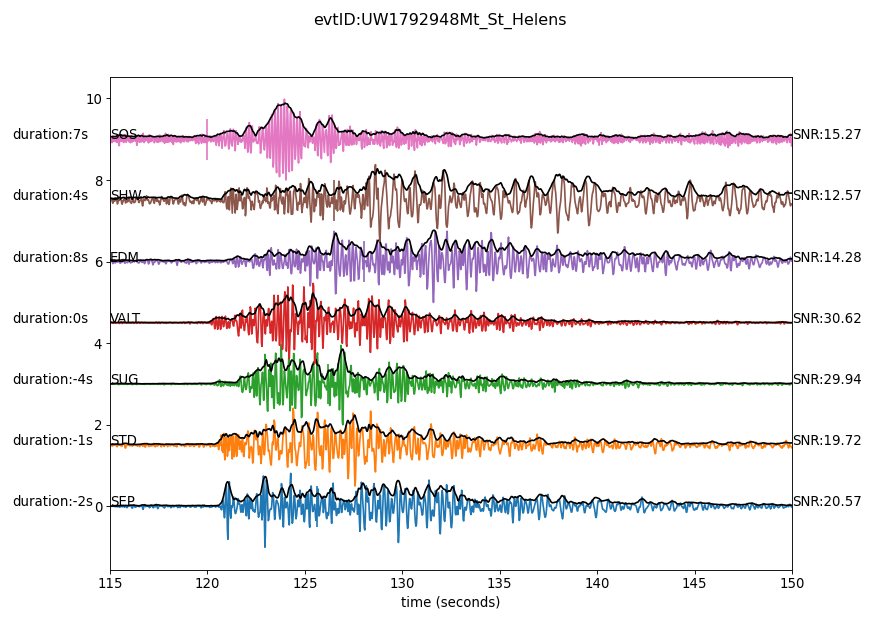 evtID:UW1792948Mt_St_Helens
10
duration:7s SOS SNR:15.27
8
duration:4s SHW SNR:12.57
duration:8s EDM SNR:14.28
6
duration:0s VALT SNR:30.62
4
duration:-4s SUG SNR:29.94
2
duration:-1s STD SNR:19.72
duration:-2s SEP SNR:20.57
0
115 120 125 130 135 140 145 150
time (seconds)